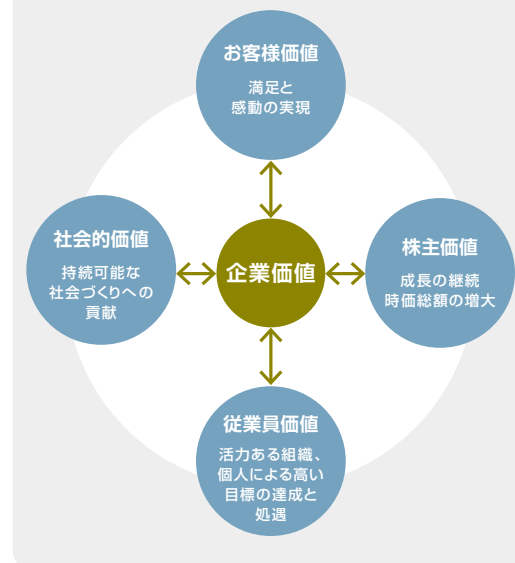 お客様価値
満足と
感動の実現
社会的価値
持続可能な
社会づくりへの
貢献
企業価値
株主価値
成長の継続
時価総額の増大
従業員価値
活力ある組織、
個人による高い
目標の達成と
処遇